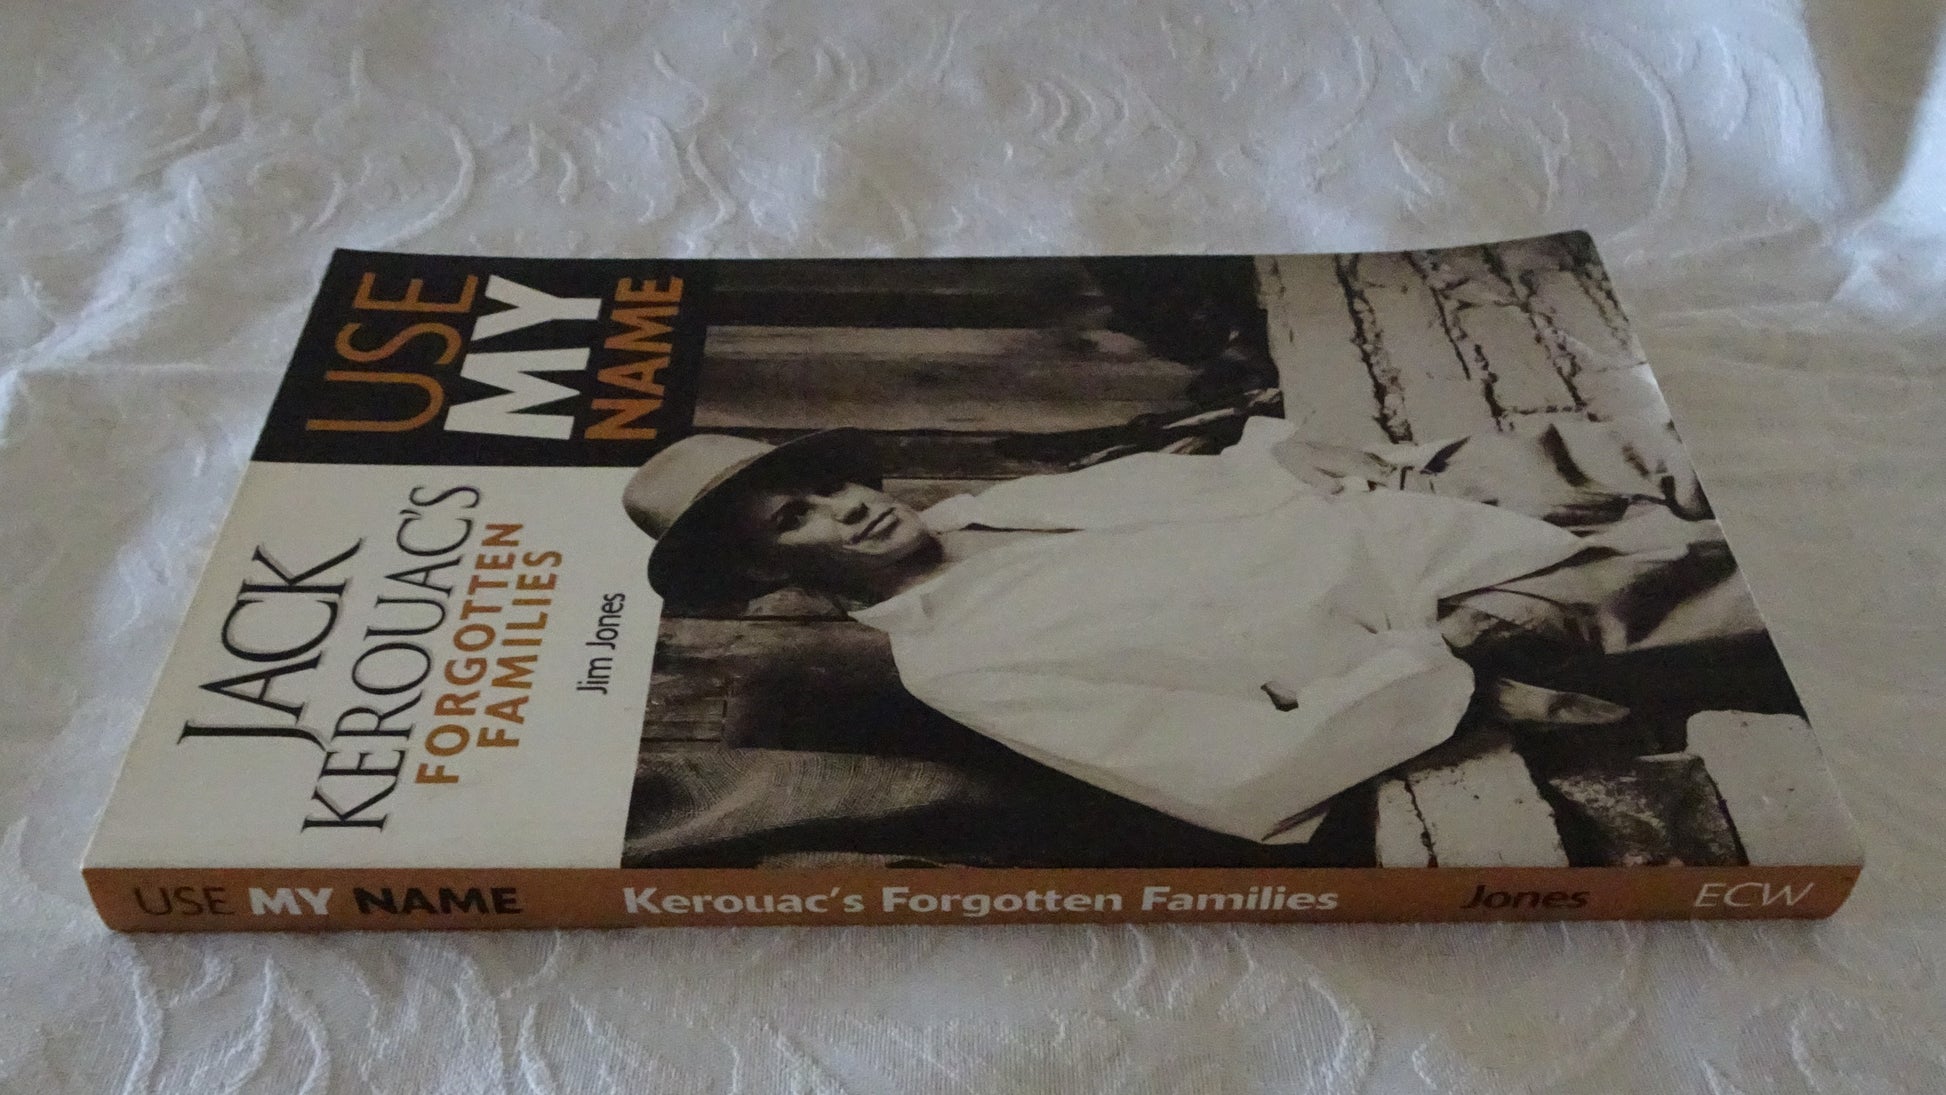 USE
MY
NAME
JACK
KEROUAC'S
FORGOTTEN
FAMILIES
Jim Jones
USE MY NAME Kerouac's Forgotten Families Jones ECW